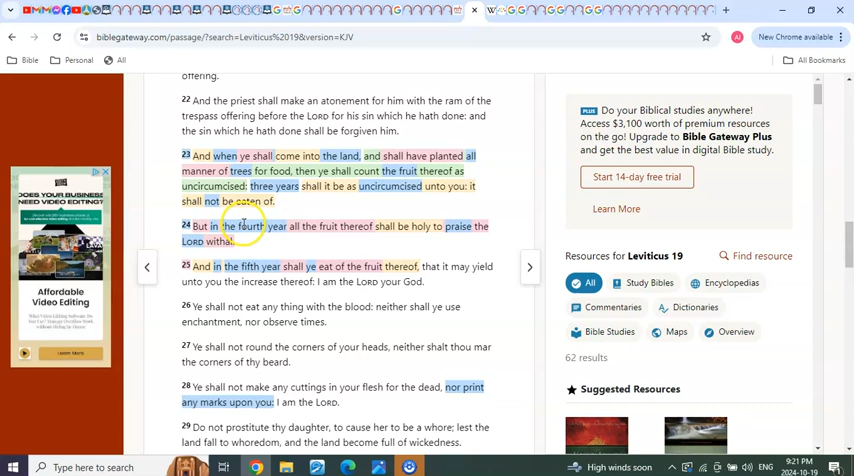 biblegateway.com/passage/?search=Leviticus%2019&version=KJV
New Chrome available
Bible
Personal
All
All Bookmarks
offering.
22 And the priest shall make an atonement for him with the ram of the
trespass offering before the LORD for his sin which he hath done: and
the sin which he hath done shall be forgiven him.
23 And when ye shall come into the land, and shall have planted all
manner of trees for food, then ye shall count the fruit thereof as
uncircumcised: three years shall it be as uncircumcised unto you: it
shall not be eaten of.
24 But in the fourth year all the fruit thereof shall be holy to praise the
LORD withal.
25 And in the fifth year shall ye eat of the fruit thereof, that it may yield
unto you the increase thereof: I am the LORD your God.
26 Ye shall not eat any thing with the blood: neither shall ye use
enchantment, nor observe times.
27 Ye shall not round the corners of your heads, neither shalt thou mar
the corners of thy beard.
28 Ye shall not make any cuttings in your flesh for the dead, nor print
any marks upon you: I am the LORD.
29 Do not prostitute thy daughter, to cause her to be a whore; lest the
land fall to whoredom, and the land become full of wickedness.
Affordable
Video Editing
Learn More
PLUS Do your Biblical studies anywhere!
Access $3,100 worth of premium resources
on the go! Upgrade to Bible Gateway Plus
and get the best value in digital Bible study.
Start 14-day free trial
Learn More
Resources for Leviticus 19
Find resource
All
Study Bibles
Encyclopedias
Commentaries
Dictionaries
Bible Studies
Maps
Overview
62 results
Suggested Resources
Type here to search
High winds soon
ENG
9:21 PM
2024-10-19